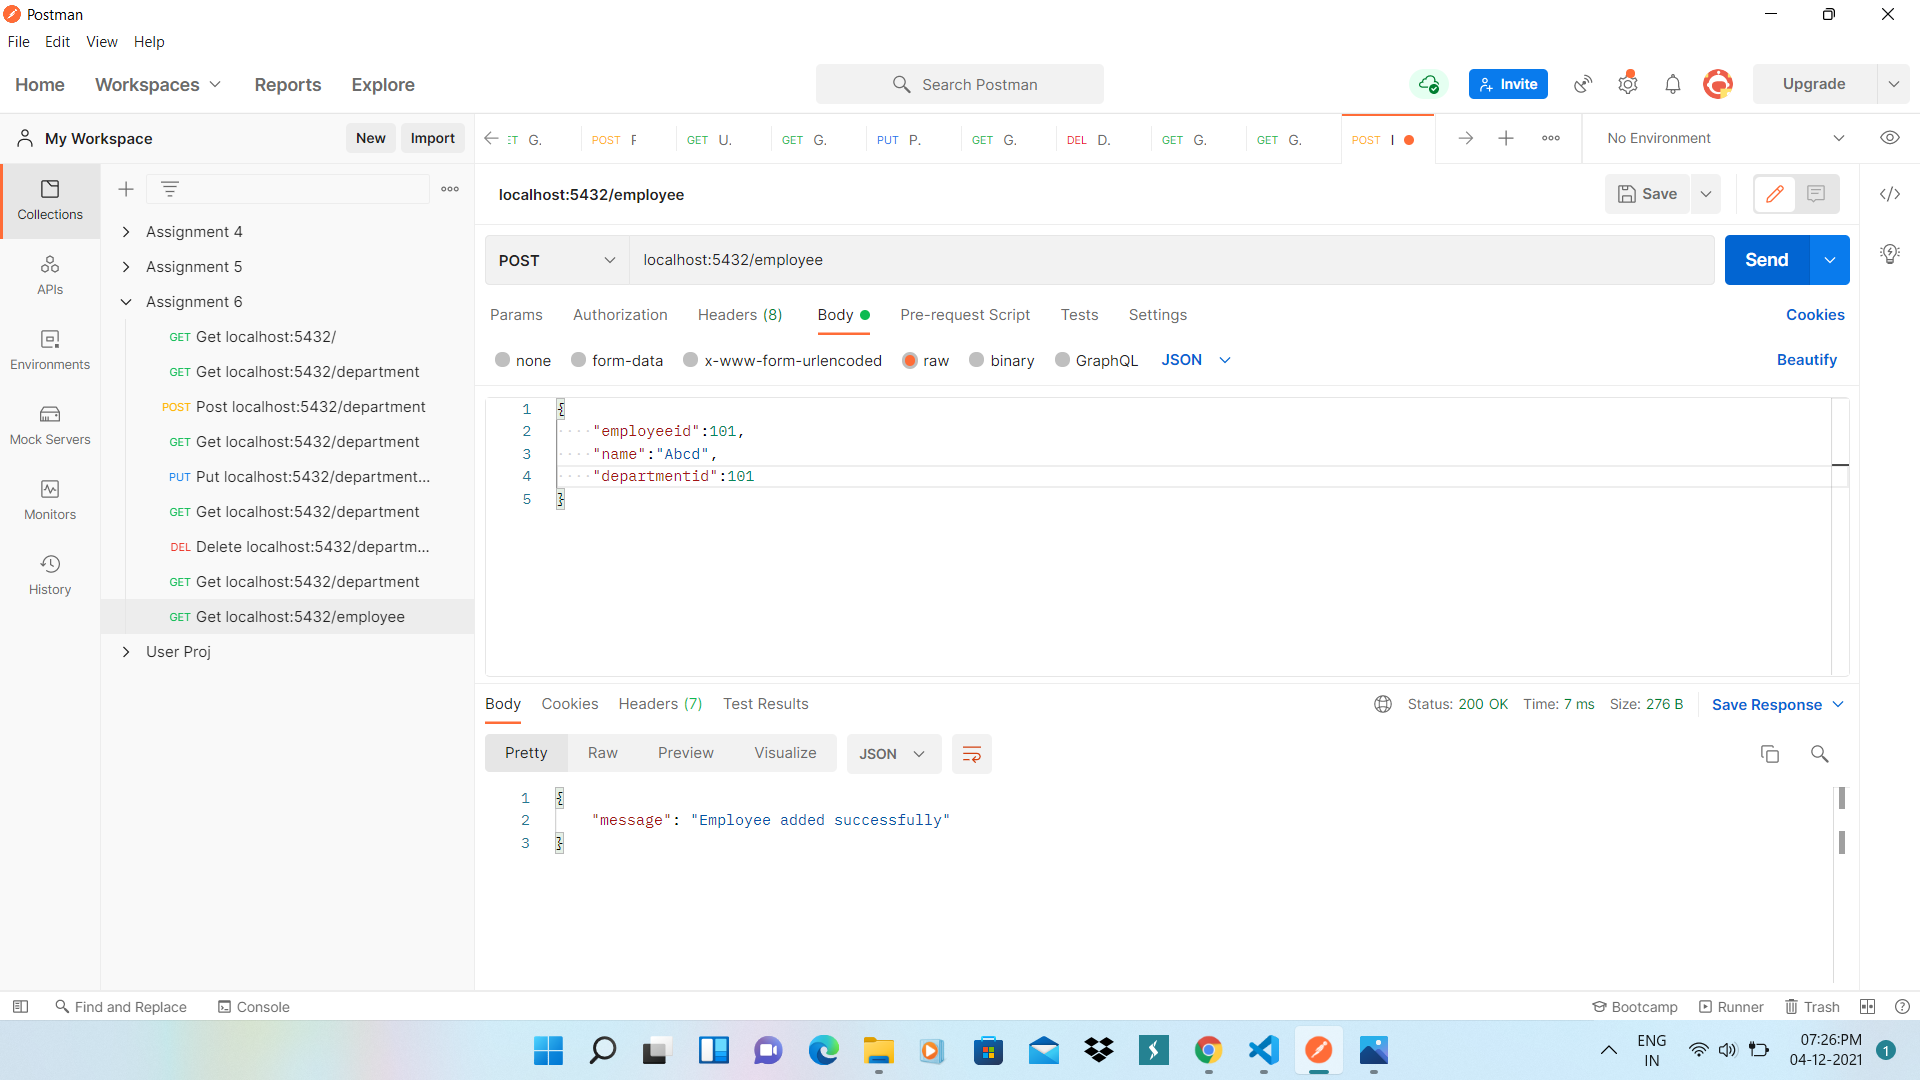 Postman
File Edit View Help
Home Workspaces Reports Explore Search Postman Invite Upgrade
My Workspace New Import
ET G. POST F GET U. GET G. PUT P. GET G. DEL D. GET G. GET G. POST I No Environment
Collections
APIs
Environments
Mock Servers
Monitors
History
Assignment 4
Assignment 5
Assignment 6
GET Get localhost:5432/
GET Get localhost:5432/department
POST Post localhost:5432/department
GET Get localhost:5432/department
PUT Put localhost:5432/department...
GET Get localhost:5432/department
DEL Delete localhost:5432/departm...
GET Get localhost:5432/department
GET Get localhost:5432/employee
User Proj
localhost:5432/employee Save
POST localhost:5432/employee Send
Params Authorization Headers (8) Body Pre-request Script Tests Settings Cookies
none form-data x-www-form-urlencoded raw binary GraphQL JSON Beautify
1 {
2 ····"employeeid":101,
3 ····"name":"Abcd",
4 ····"departmentid":101
5 }
Body Cookies Headers (7) Test Results Status: 200 OK Time: 7 ms Size: 276 B Save Response
Pretty Raw Preview Visualize JSON
1 {
2 "message": "Employee added successfully"
3 }
Find and Replace Console Bootcamp Runner Trash
ENG 07:26:PM
IN 04-12-2021 1